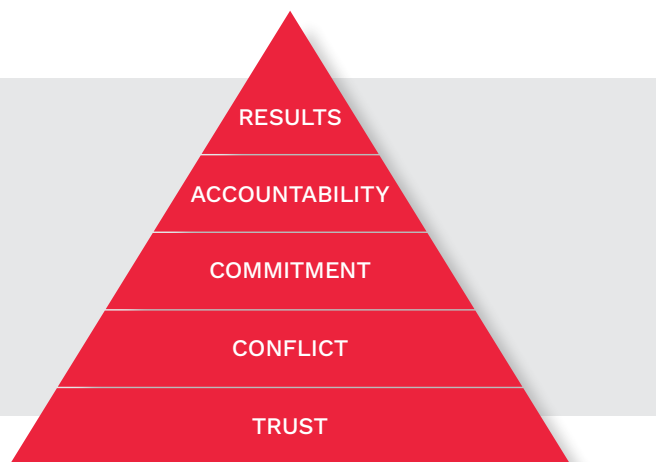 RESULTS
ACCOUNTABILITY
COMMITMENT
CONFLICT
TRUST